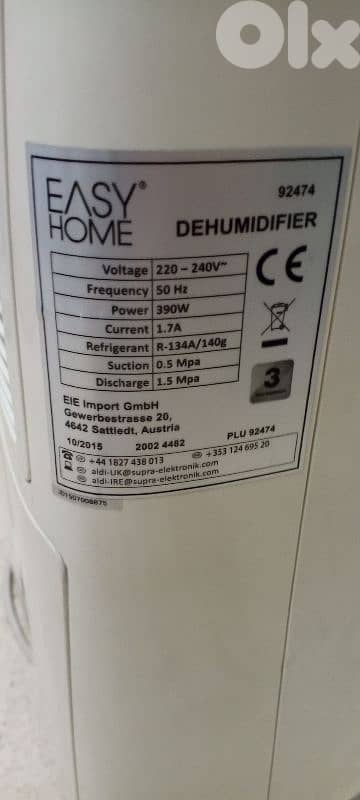 OLX
EASY HOME®
92474
DEHUMIDIFIER
Voltage 220 – 240V~
Frequency 50 Hz
Power 390W
Current 1.7A
Refrigerant R-134A/140g
Suction 0.5 Mpa
Discharge 1.5 Mpa
CE
3
EIE Import GmbH
Gewerbestrasse 20,
4642 Sattledt, Austria
10/2015 2002 4482 PLU 92474
+44 1827 438 013 +353 124 695 20
aldi-UK@supra-elektronik.com
aldi-IRE@supra-elektronik.com